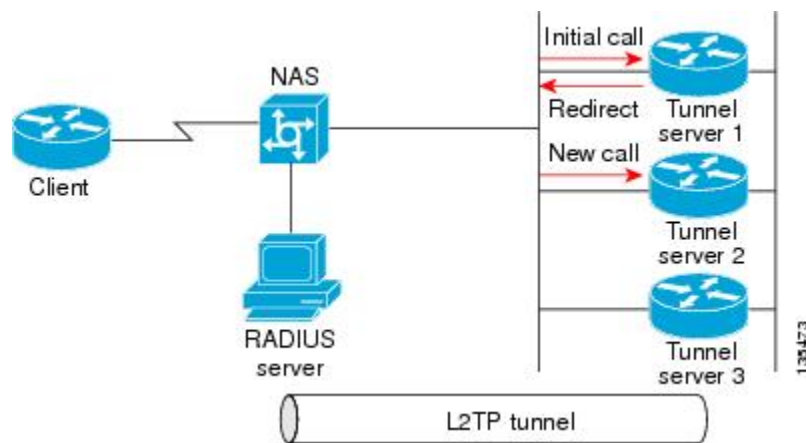 Initial call
NAS
Redirect
Tunnel
server 1
Client
New call
Tunnel
server 2
RADIUS
server
Tunnel
server 3
135473
L2TP tunnel